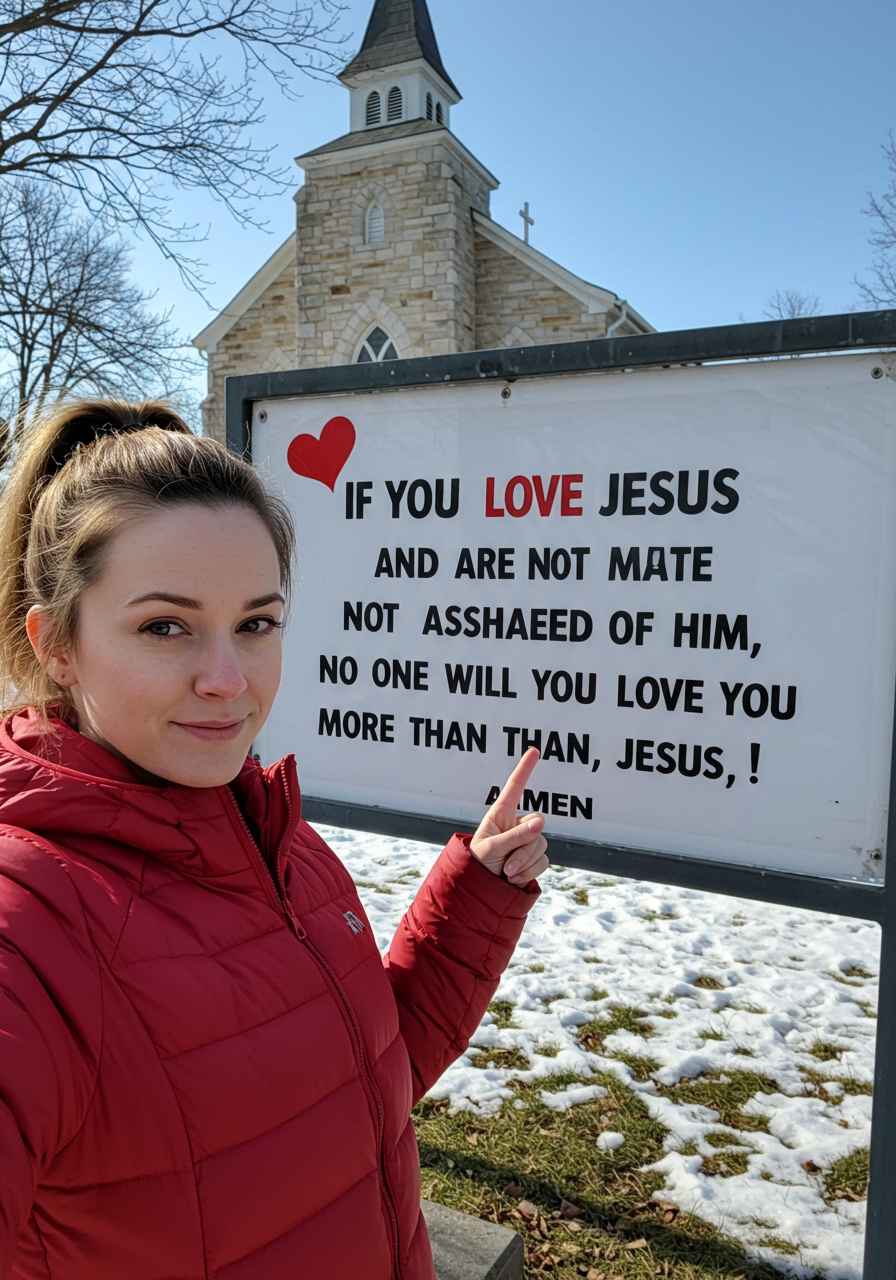 IF YOU LOVE JESUS
AND ARE NOT MATE
NOT ASSHAEED OF HIM,
NO ONE WILL YOU LOVE YOU
MORE THAN THAN, JESUS, !